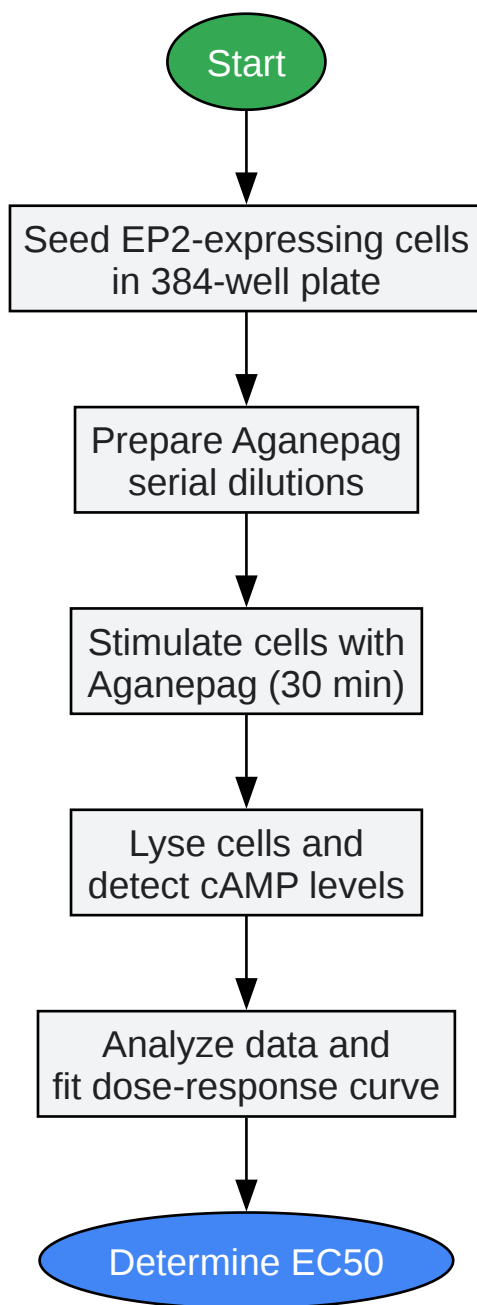 Start
Seed EP2-expressing cells
in 384-well plate
Prepare Aganepag
serial dilutions
Stimulate cells with
Aganepag (30 min)
Lyse cells and
detect cAMP levels
Analyze data and
fit dose-response curve
Determine EC50